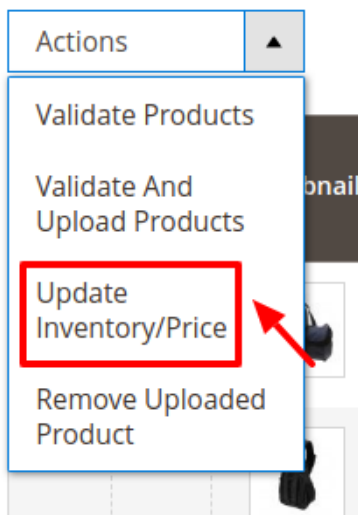 Actions
Validate Products
Validate And
Upload Products
Update
Inventory/Price
Remove Uploaded
Product